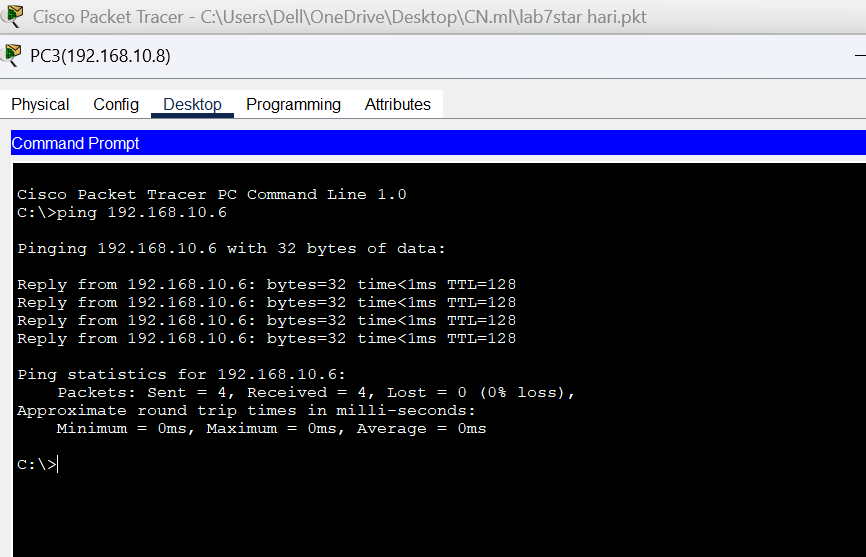 Cisco Packet Tracer - C:\Users\Dell\OneDrive\Desktop\CN.ml\lab7star hari.pkt
PC3(192.168.10.8)
Physical Config Desktop Programming Attributes
Command Prompt
Cisco Packet Tracer PC Command Line 1.0
C:\>ping 192.168.10.6
Pinging 192.168.10.6 with 32 bytes of data:
Reply from 192.168.10.6: bytes=32 time<1ms TTL=128
Reply from 192.168.10.6: bytes=32 time<1ms TTL=128
Reply from 192.168.10.6: bytes=32 time<1ms TTL=128
Reply from 192.168.10.6: bytes=32 time<1ms TTL=128
Ping statistics for 192.168.10.6:
Packets: Sent = 4, Received = 4, Lost = 0 (0% loss),
Approximate round trip times in milli-seconds:
Minimum = 0ms, Maximum = 0ms, Average = 0ms
C:\>